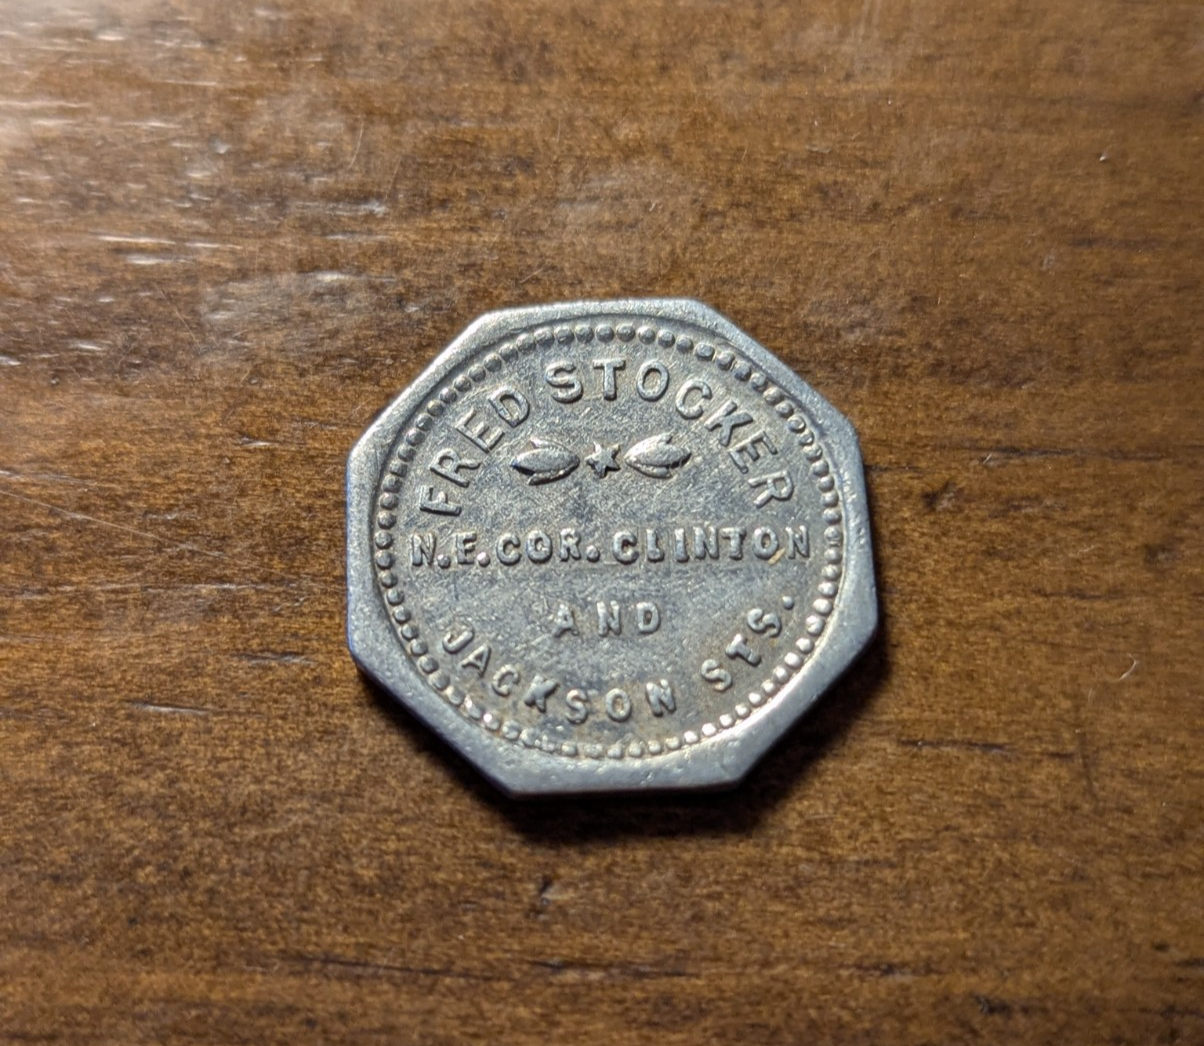 FRED STOCKER
N.E.COR. CLINTON
AND
JACKSON STS.